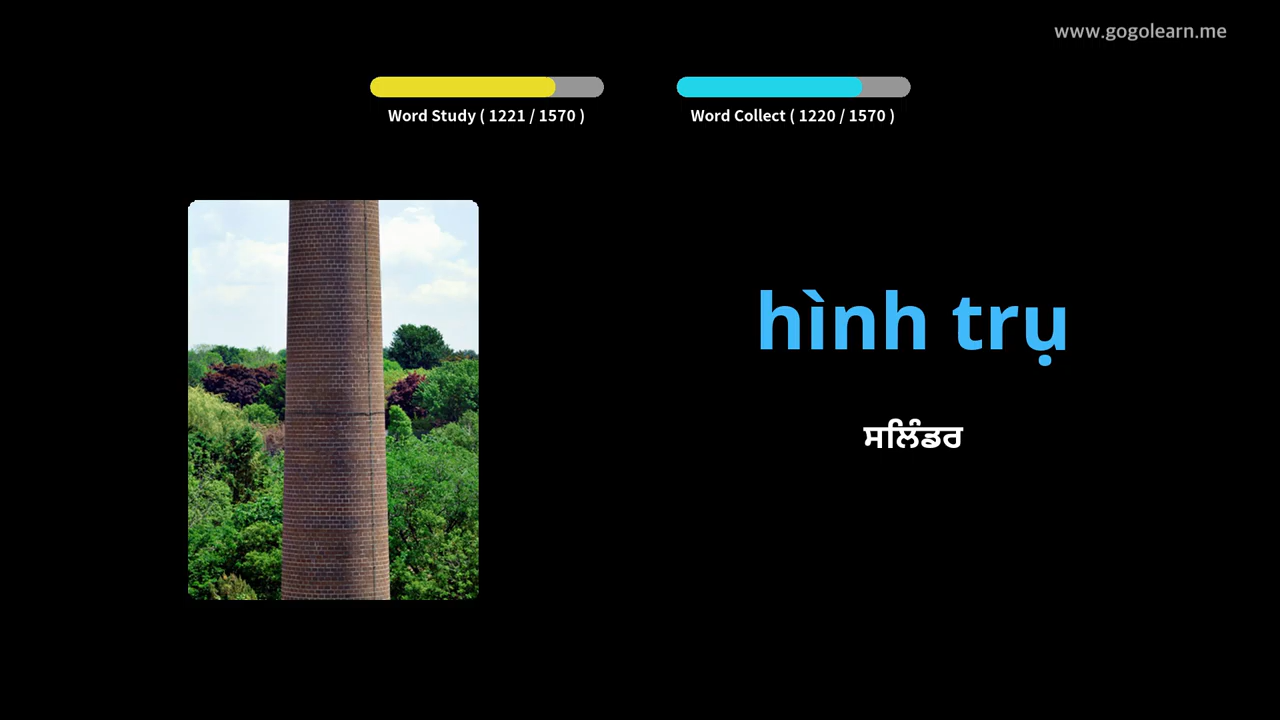 www.gogolearn.me
Word Study ( 1221 / 1570 )
Word Collect ( 1220 / 1570 )
hình trụ
ਸਲਿੰਡਰ